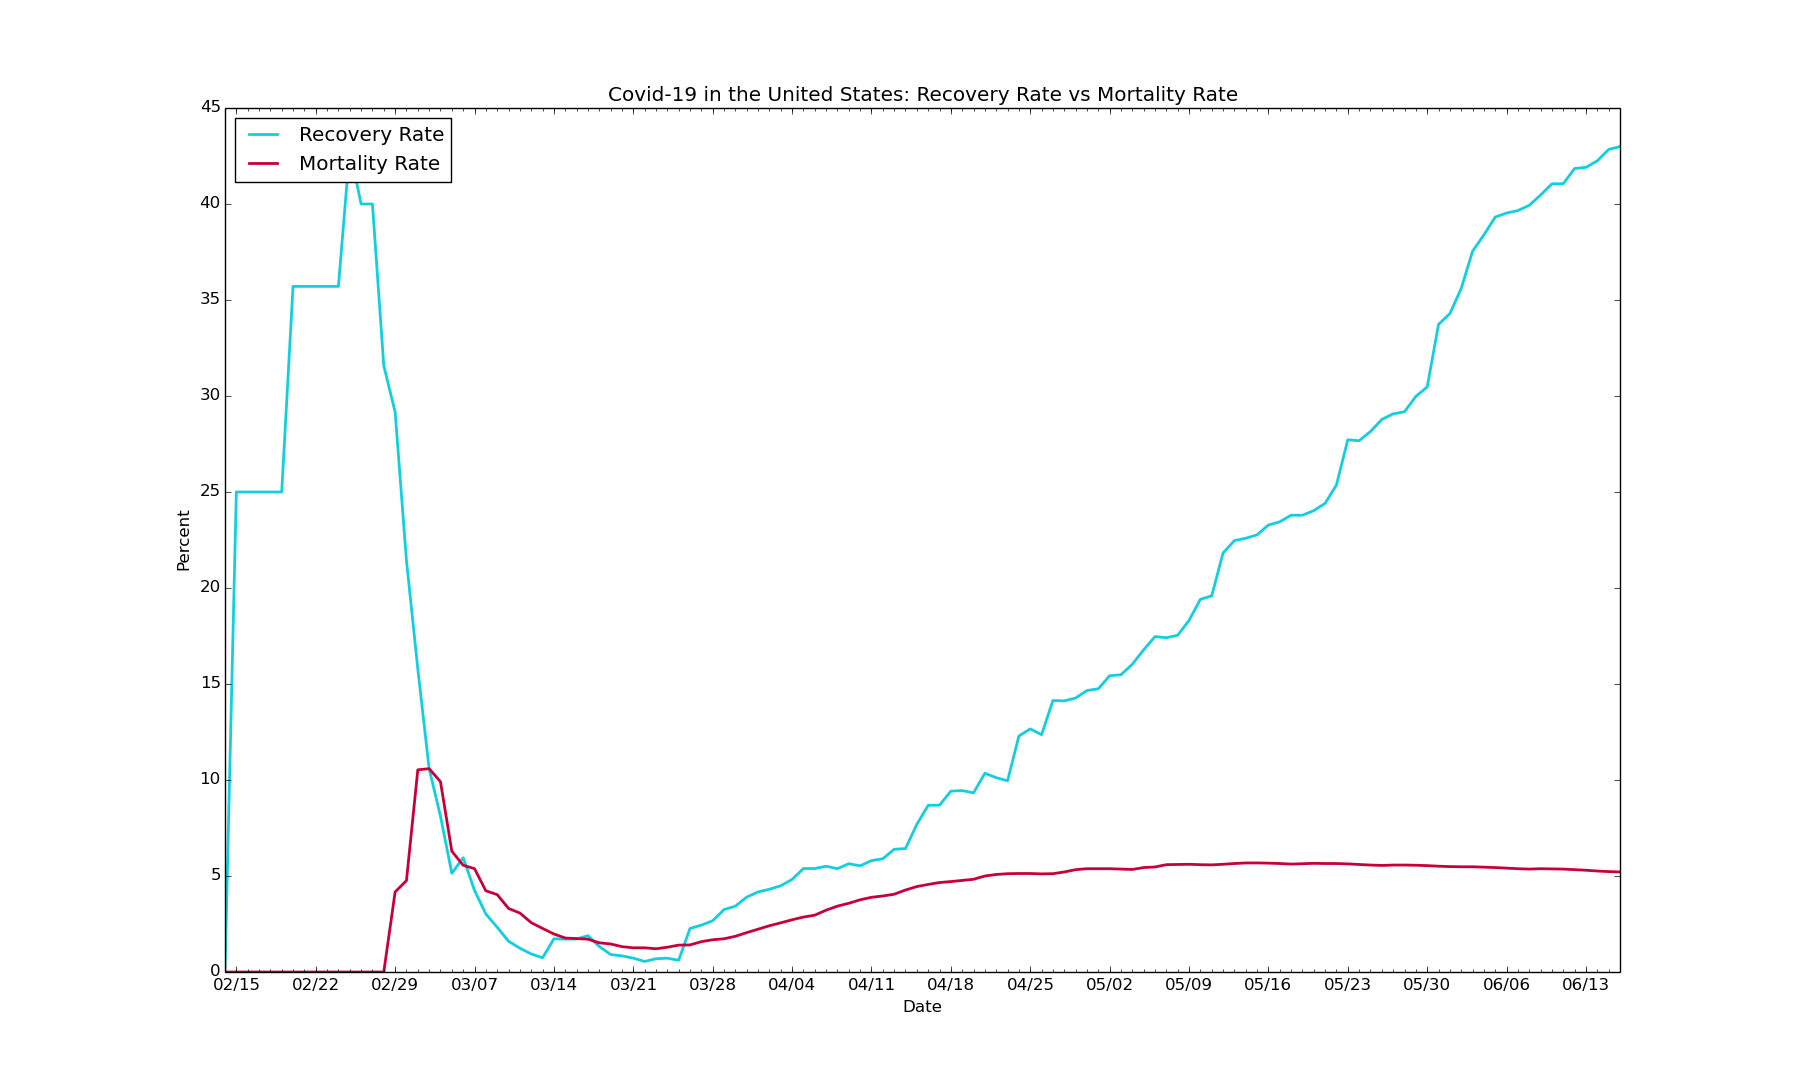 Covid-19 in the United States: Recovery Rate vs Mortality Rate
Recovery Rate
Mortality Rate
45
40
35
30
25
20
15
10
5
0
Percent
02/15 02/22 02/29 03/07 03/14 03/21 03/28 04/04 04/11 04/18 04/25 05/02 05/09 05/16 05/23 05/30 06/06 06/13
Date